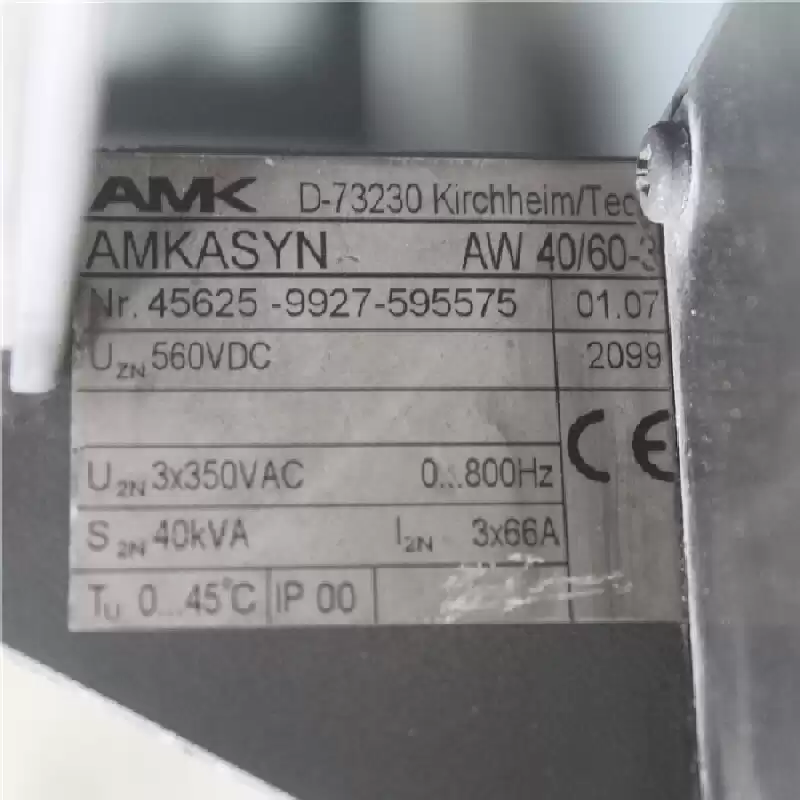 AMK D-73230 Kirchheim/Tec
AMKASYN AW 40/60-3
Nr. 45625 -9927-595575 01.07
UZN 560VDC 2099
CE
U2N 3x350VAC 0...800Hz
S2N 40kVA I2N 3x66A
TU 0...45°C IP 00